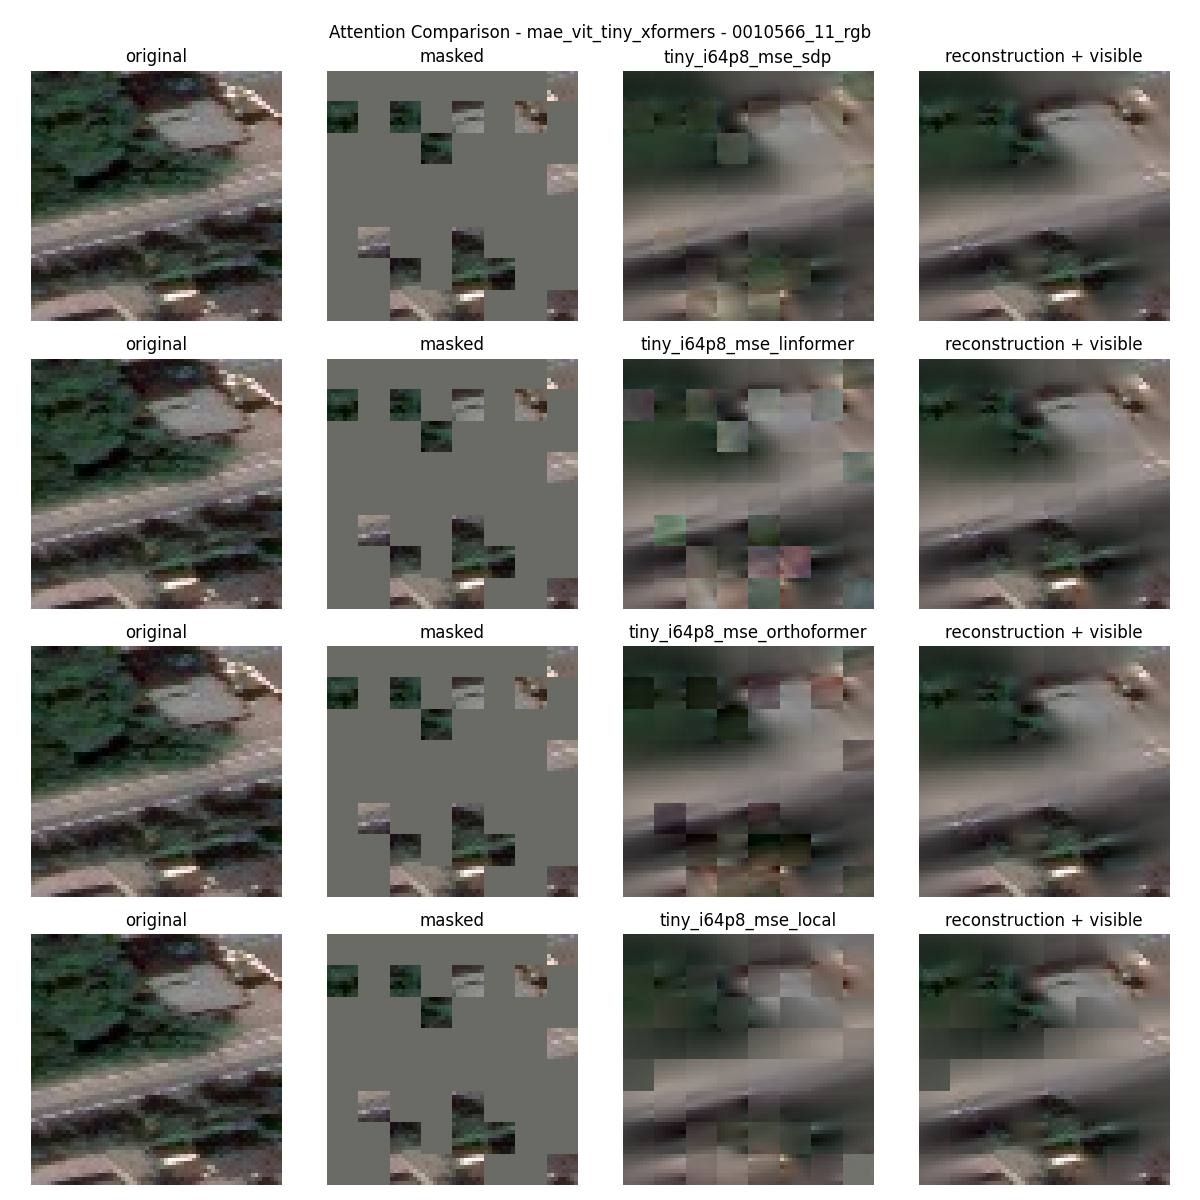 Attention Comparison - mae_vit_tiny_xformers - 0010566_11_rgb
original masked tiny_i64p8_mse_sdp reconstruction + visible
original masked tiny_i64p8_mse_linformer reconstruction + visible
original masked tiny_i64p8_mse_orthoformer reconstruction + visible
original masked tiny_i64p8_mse_local reconstruction + visible